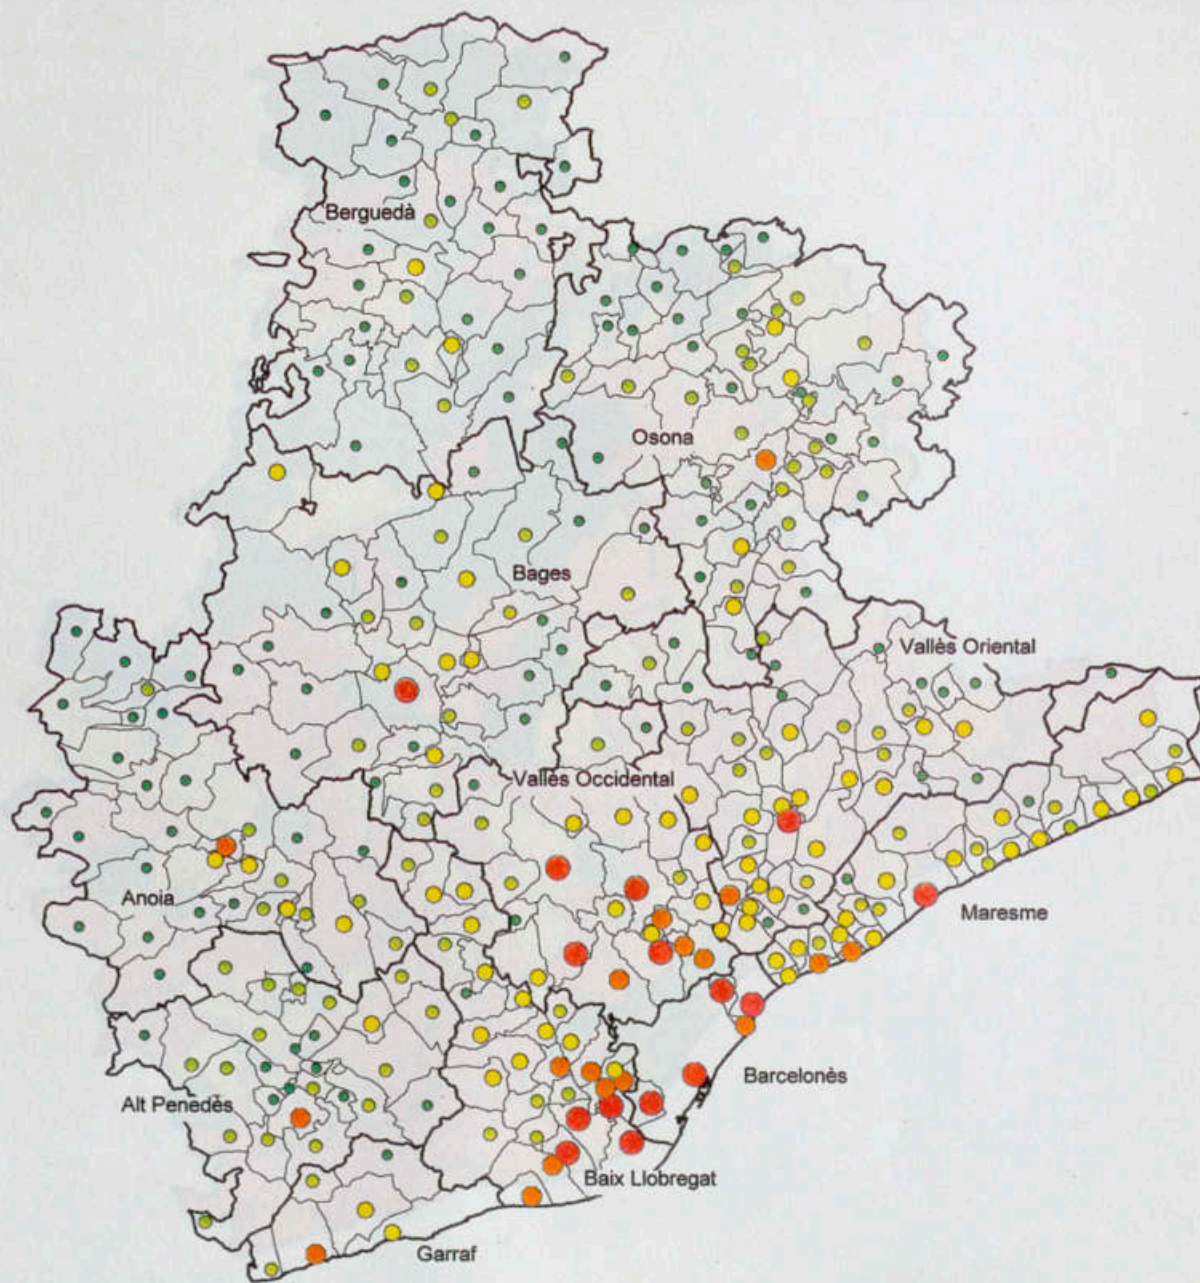 Berguedà
Osona
Bages
Vallès Oriental
Vallès Occidental
Anoia
Maresme
Barcelonès
Alt Penedès
Baix Llobregat
Garraf